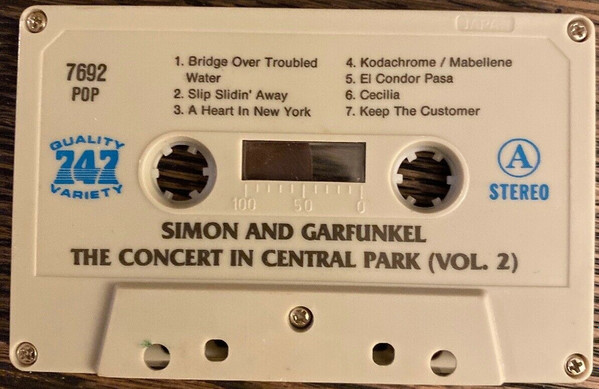 7692
POP
1. Bridge Over Troubled
Water
2. Slip Slidin' Away
3. A Heart In New York
4. Kodachrome / Mabellene
5. El Condor Pasa
6. Cecilia
7. Keep The Customer
QUALITY
747
VARIETY
A
STEREO
100 50 0
SIMON AND GARFUNKEL
THE CONCERT IN CENTRAL PARK (VOL. 2)